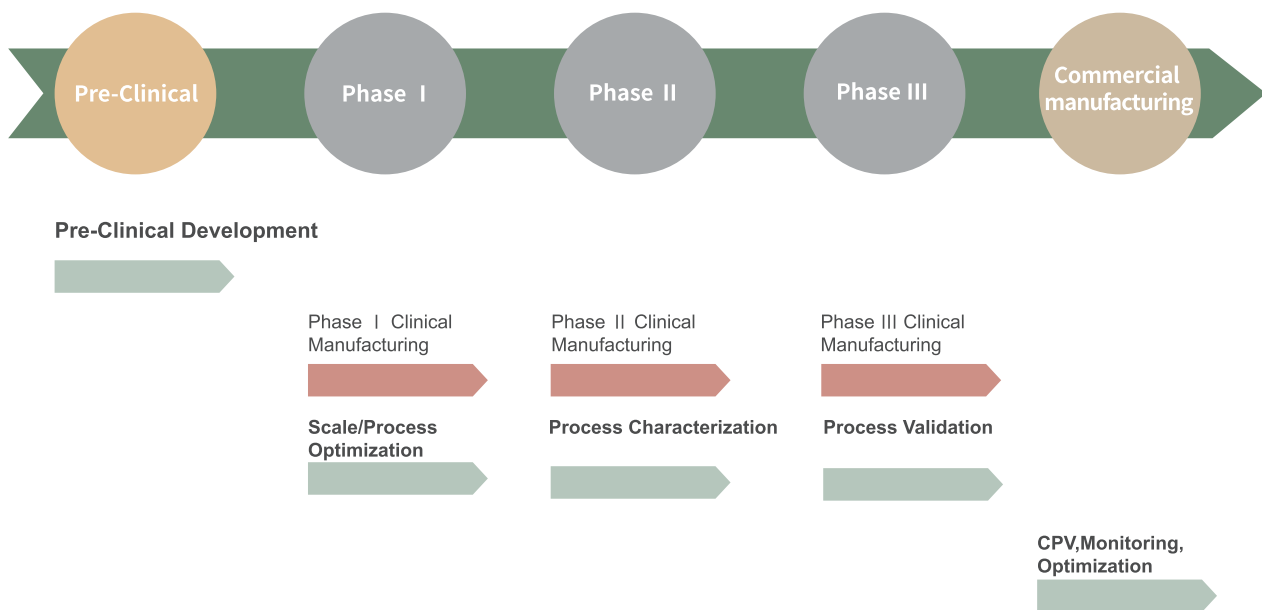 Pre-Clinical
Phase Ⅰ
Phase Ⅱ
Phase Ⅲ
Commercial
manufacturing
Pre-Clinical Development
Phase Ⅰ Clinical
Manufacturing
Phase Ⅱ Clinical
Manufacturing
Phase Ⅲ Clinical
Manufacturing
Scale/Process
Optimization
Process Characterization
Process Validation
CPV,Monitoring,
Optimization